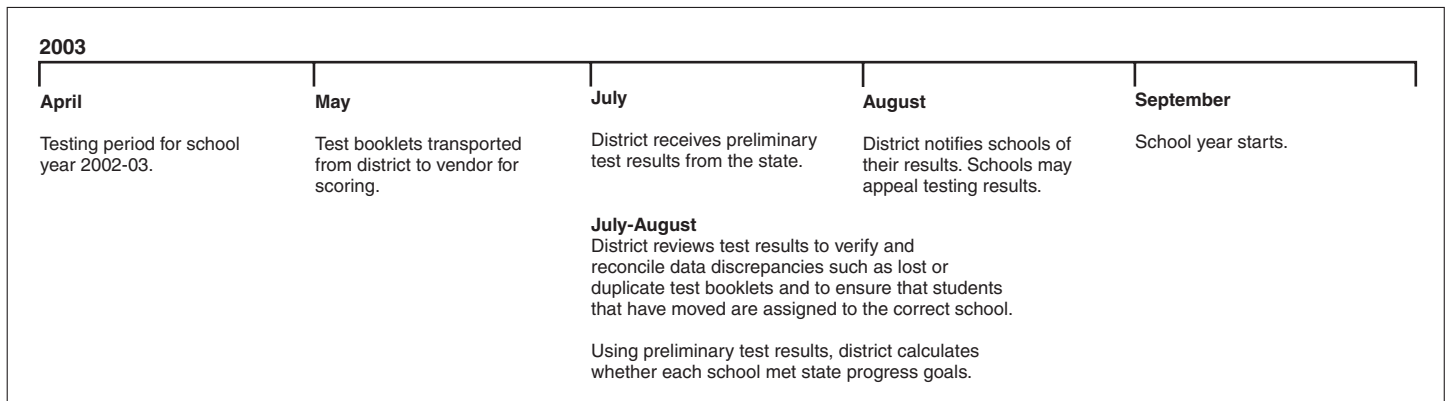 2003
April
Testing period for school
year 2002-03.
May
Test booklets transported
from district to vendor for
scoring.
July
District receives preliminary
test results from the state.
July-August
District reviews test results to verify and
reconcile data discrepancies such as lost or
duplicate test booklets and to ensure that students
that have moved are assigned to the correct school.
Using preliminary test results, district calculates
whether each school met state progress goals.
August
District notifies schools of
their results. Schools may
appeal testing results.
September
School year starts.